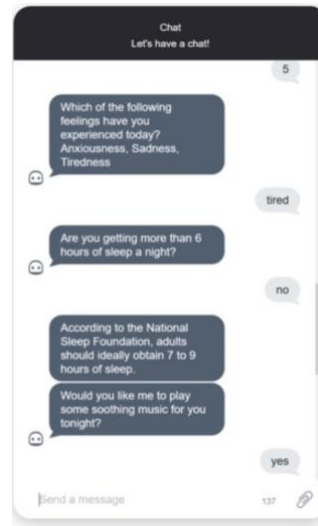 Chat
Let's have a chat!
5
Which of the following
feelings have you
experienced today?
Anxiousness, Sadness,
Tiredness
tired
Are you getting more than 6
hours of sleep a night?
no
According to the National
Sleep Foundation, adults
should ideally obtain 7 to 9
hours of sleep.
Would you like me to play
some soothing music for you
tonight?
yes
Send a message
137